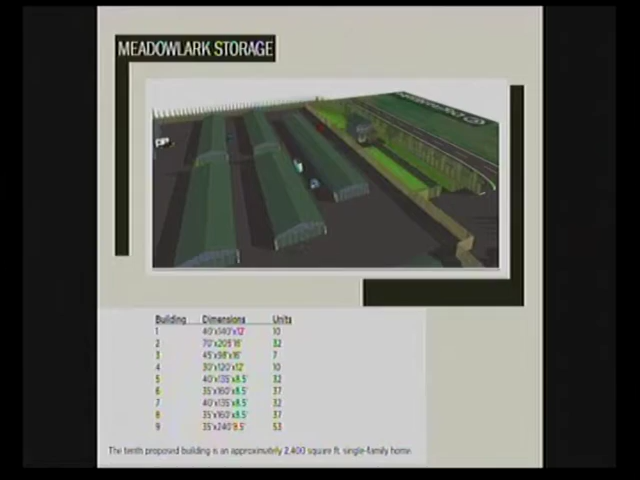 MEADOWLARK STORAGE
Building Dimensions Units
1 40'x140'x12' 10
2 70'x205'16' 32
3 45'x98'x16' 7
4 30'x120'x12' 10
5 40'x135'x8.5' 32
6 35'x160'x8.5' 37
7 40'x135'x8.5' 32
8 35'x160'x8.5' 37
9 35'x240'8.5' 53
The tenth proposed building is an approximately 2,400 square ft. single-family home.